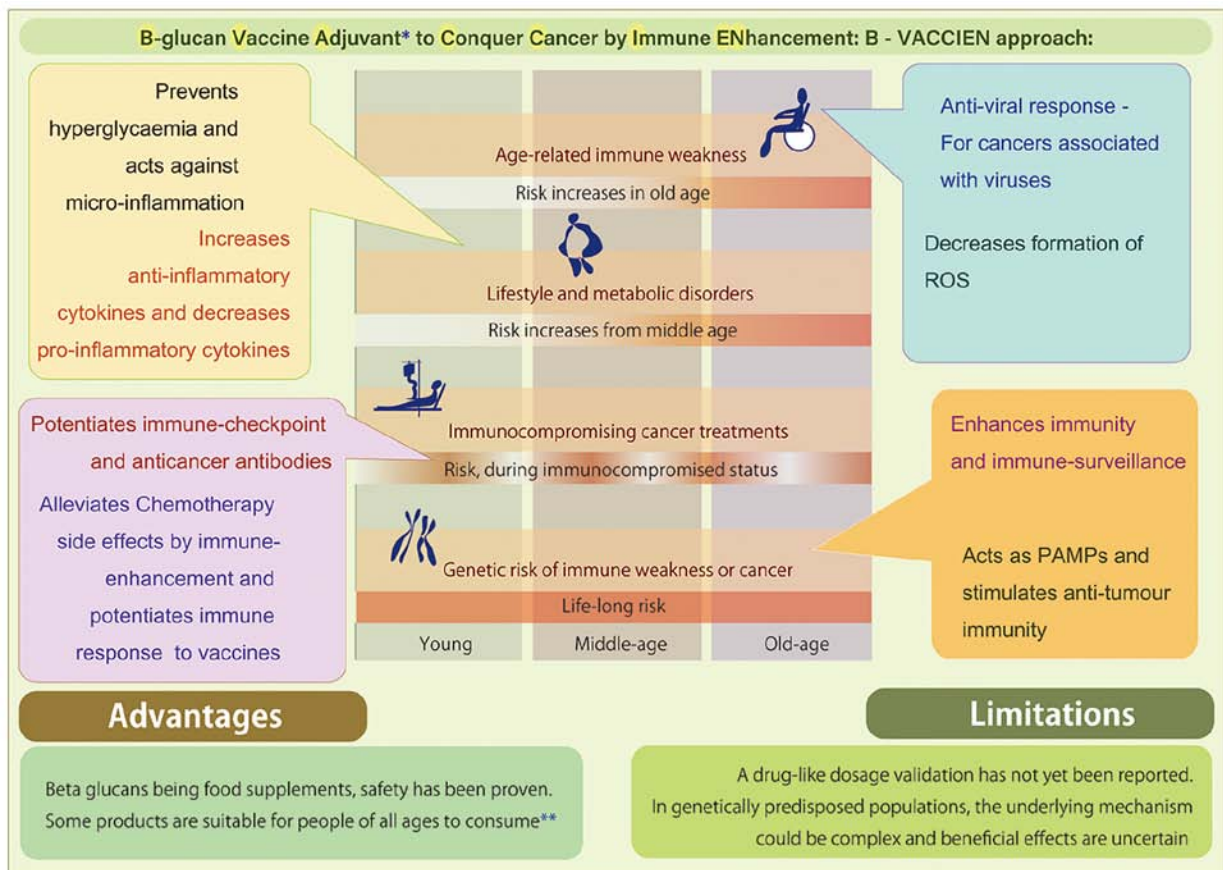 B-glucan Vaccine Adjuvant* to Conquer Cancer by Immune ENhancement: B - VACCIEN approach:
Prevents
hyperglycaemia and
acts against
micro-inflammation
Increases
anti-inflammatory
cytokines and decreases
pro-inflammatory cytokines
Age-related immune weakness
Risk increases in old age
Lifestyle and metabolic disorders
Risk increases from middle age
Anti-viral response -
For cancers associated
with viruses
Decreases formation of
ROS
Potentiates immune-checkpoint
and anticancer antibodies
Alleviates Chemotherapy
side effects by immune-
enhancement and
potentiates immune
response to vaccines
Immunocompromising cancer treatments
Risk, during immunocompromised status
Genetic risk of immune weakness or cancer
Life-long risk
Young
Middle-age
Old-age
Enhances immunity
and immune-surveillance
Acts as PAMPs and
stimulates anti-tumour
immunity
Advantages
Beta glucans being food supplements, safety has been proven.
Some products are suitable for people of all ages to consume**
Limitations
A drug-like dosage validation has not yet been reported.
In genetically predisposed populations, the underlying mechanism
could be complex and beneficial effects are uncertain